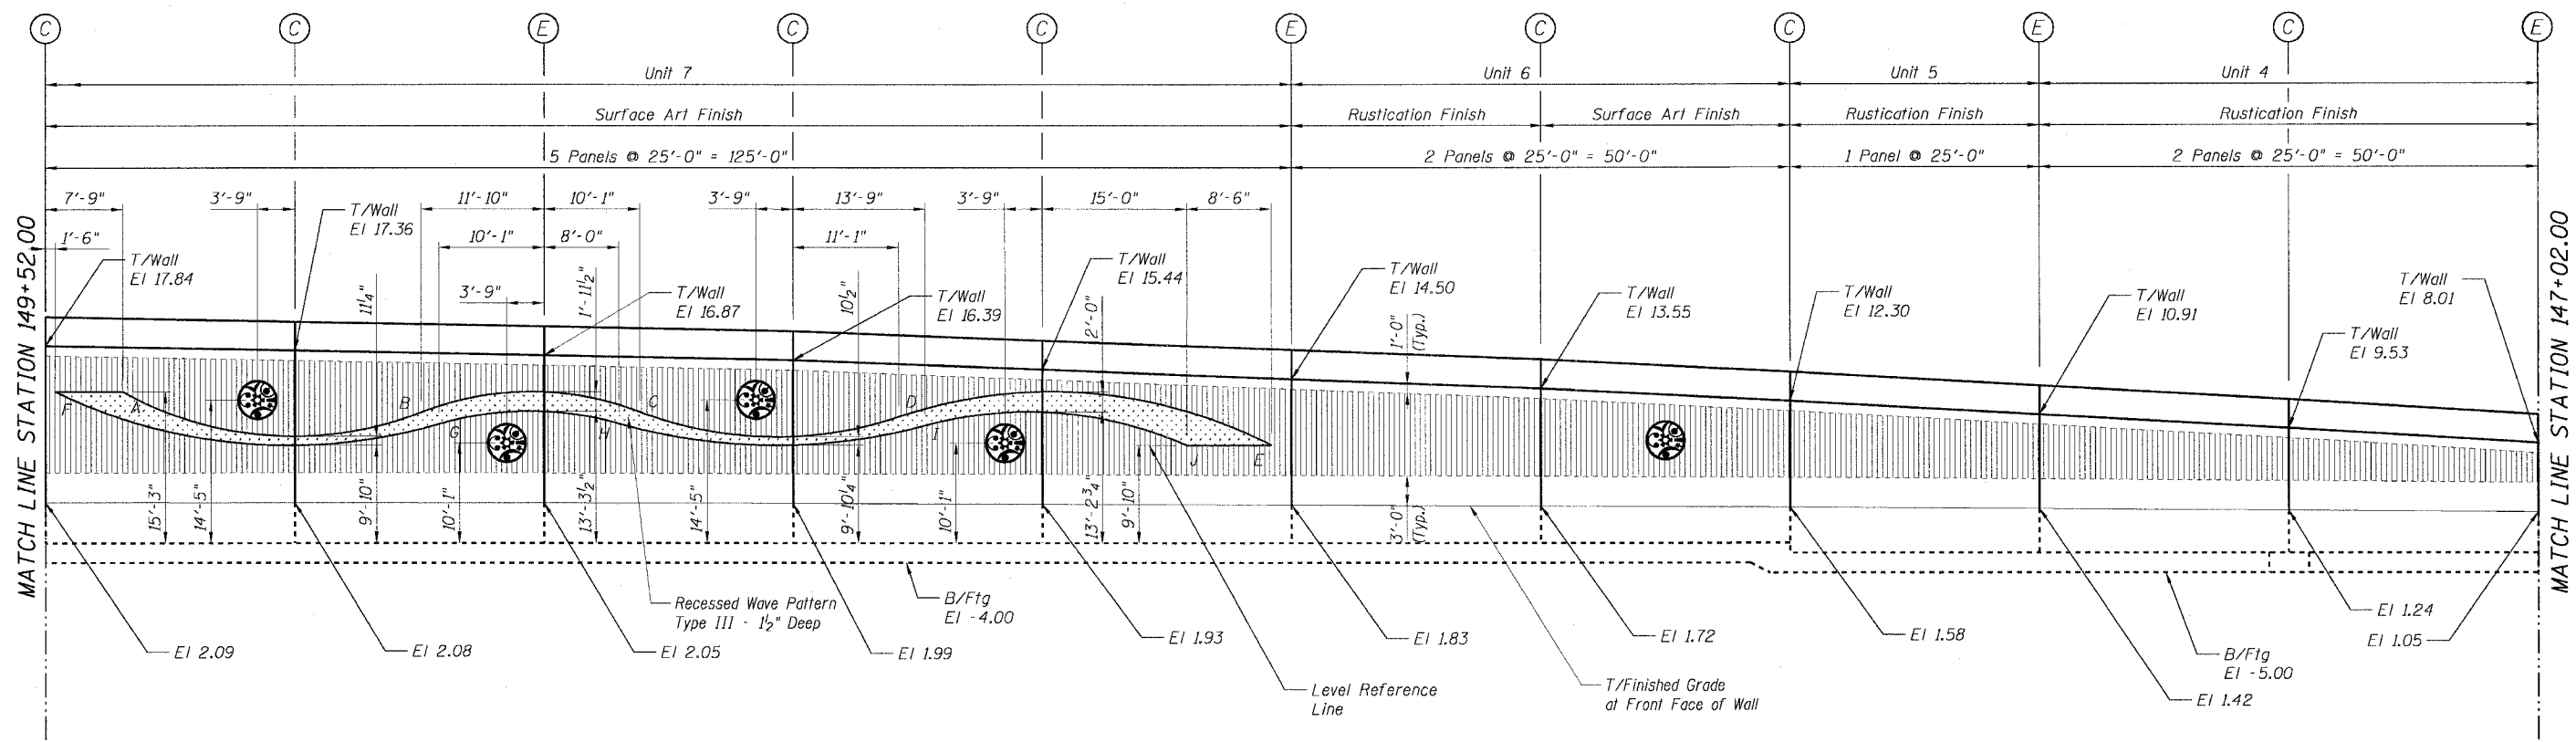 C C E C C E C C E C E
Unit 7 Unit 6 Unit 5 Unit 4
Surface Art Finish Rustication Finish Surface Art Finish Rustication Finish Rustication Finish
5 Panels @ 25'-0" = 125'-0" 2 Panels @ 25'-0" = 50'-0" 1 Panel @ 25'-0" 2 Panels @ 25'-0" = 50'-0"
7'-9" 3'-9" 11'-10" 10'-1" 3'-9" 13'-9" 3'-9" 15'-0" 8'-6"
1'-6" 10'-1" 8'-0" 11'-1"
3'-9"
MATCH LINE STATION 149+52.00
T/Wall
El 17.84
T/Wall
El 17.36
T/Wall
El 16.87
T/Wall
El 16.39
T/Wall
El 15.44
T/Wall
El 14.50
T/Wall
El 13.55
T/Wall
El 12.30
T/Wall
El 10.91
T/Wall
El 9.53
T/Wall
El 8.01
MATCH LINE STATION 147+02.00
11¼"
1'-11½"
10½"
2'-0"
1'-0"
(Typ.)
F A B G H C D I J E
15'-3"
14'-5"
9'-10"
10'-1"
13'-3½"
14'-5"
9'-10¼"
10'-1"
13'-2¾"
9'-10"
3'-0"
(Typ.)
Recessed Wave Pattern
Type III - 1½" Deep
B/Ftg
El -4.00
El 2.09
El 2.08
El 2.05
El 1.99
El 1.93
El 1.83
El 1.72
El 1.58
El 1.24
El 1.05
B/Ftg
El -5.00
El 1.42
Level Reference
Line
T/Finished Grade
at Front Face of Wall